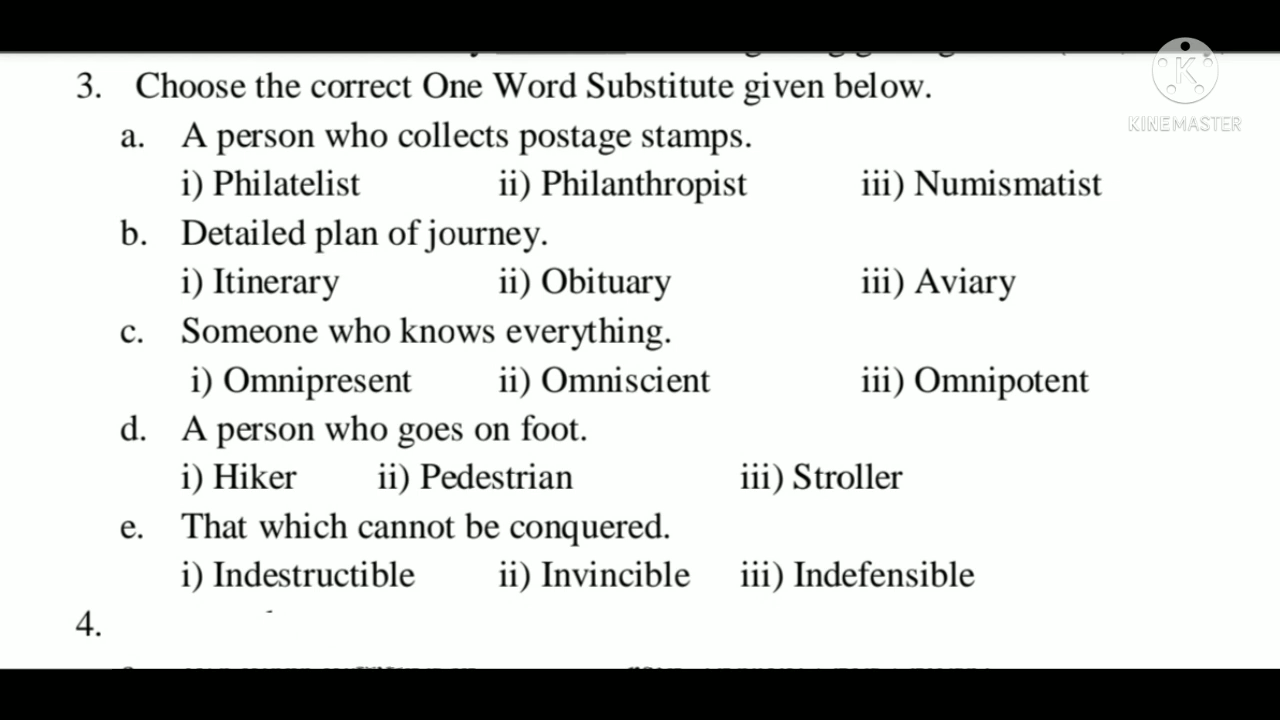 3. Choose the correct One Word Substitute given below.
KINEMASTER
a. A person who collects postage stamps.
i) Philatelist ii) Philanthropist iii) Numismatist
b. Detailed plan of journey.
i) Itinerary ii) Obituary iii) Aviary
c. Someone who knows everything.
i) Omnipresent ii) Omniscient iii) Omnipotent
d. A person who goes on foot.
i) Hiker ii) Pedestrian iii) Stroller
e. That which cannot be conquered.
i) Indestructible ii) Invincible iii) Indefensible
4.